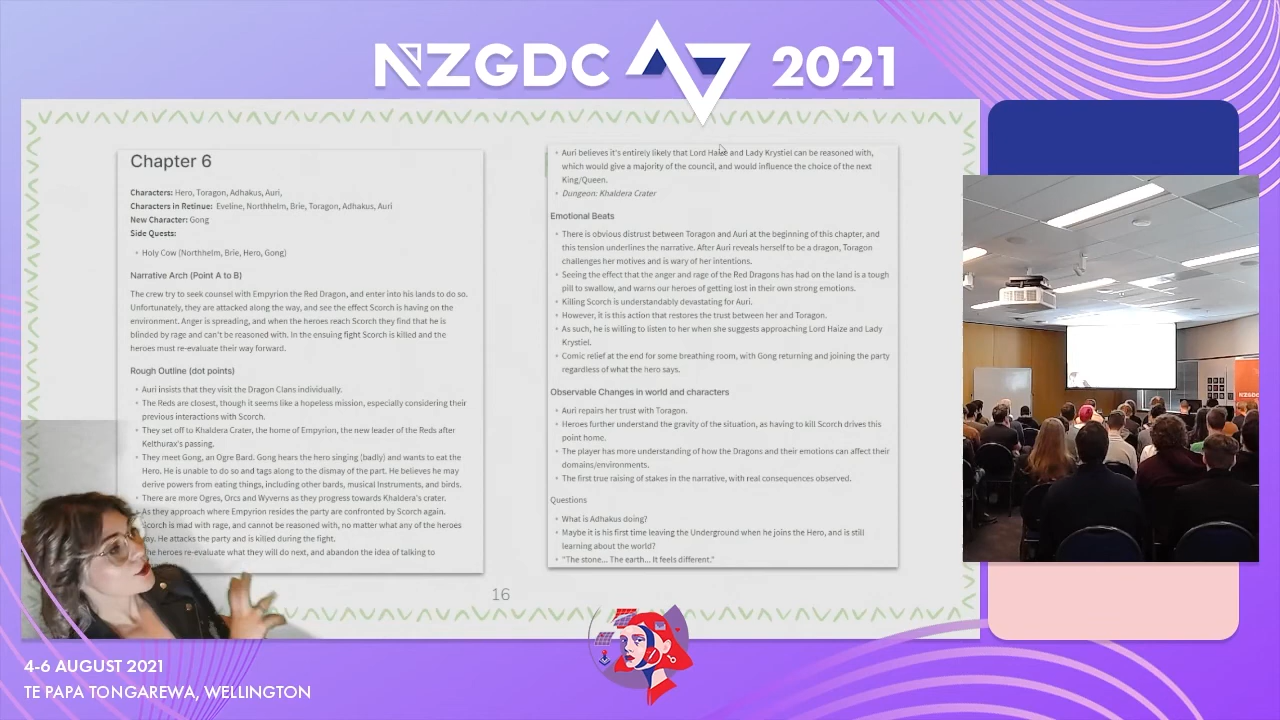 NZGDC 2021
Chapter 6
Characters: Hero, Toragon, Adhakus, Auri,
Characters in Retinue: Eveline, Northhelm, Brie, Toragon, Adhakus, Auri
New Character: Gong
Side Quests:
Holy Cow (Northhelm, Brie, Hero, Gong)
Narrative Arch (Point A to B)
The crew try to seek counsel with Empyrion the Red Dragon, and enter into his lands to do so.
Unfortunately, they are attacked along the way, and see the effect Scorch is having on the
environment. Anger is spreading, and when the heroes reach Scorch they find that he is
blinded by rage and can't be reasoned with. In the ensuing fight Scorch is killed and the
heroes must re-evaluate their way forward.
Rough Outline (dot points)
Auri insists that they visit the Dragon Clans individually.
The Reds are closest, though it seems like a hopeless mission, especially considering their
previous interactions with Scorch.
They set off to Khaldera Crater, the home of Empyrion, the new leader of the Reds after
Kelthurax's passing.
They meet Gong, an Ogre Bard. Gong hears the hero singing (badly) and wants to eat the
Hero. He is unable to do so and tags along to the dismay of the part. He believes he may
derive powers from eating things, including other bards, musical Instruments, and birds.
There are more Ogres, Orcs and Wyverns as they progress towards Khaldera's crater.
As they approach where Empyrion resides the party are confronted by Scorch again.
Scorch is mad with rage, and cannot be reasoned with, no matter what any of the heroes
say. He attacks the party and is killed during the fight.
The heroes re-evaluate what they will do next, and abandon the idea of talking to
Auri believes it's entirely likely that Lord Haize and Lady Krystiel can be reasoned with,
which would give a majority of the council, and would influence the choice of the next
King/Queen.
Dungeon: Khaldera Crater
Emotional Beats
There is obvious distrust between Toragon and Auri at the beginning of this chapter, and
this tension underlines the narrative. After Auri reveals herself to be a dragon, Toragon
challenges her motives and is wary of her intentions.
Seeing the effect that the anger and rage of the Red Dragons has had on the land is a tough
pill to swallow, and warns our heroes of getting lost in their own strong emotions.
Killing Scorch is understandably devastating for Auri.
However, it is this action that restores the trust between her and Toragon.
As such, he is willing to listen to her when she suggests approaching Lord Haize and Lady
Krystiel.
Comic relief at the end for some breathing room, with Gong returning and joining the party
regardless of what the hero says.
Observable Changes in world and characters
Auri repairs her trust with Toragon.
Heroes further understand the gravity of the situation, as having to kill Scorch drives this
point home.
The player has more understanding of how the Dragons and their emotions can affect their
domains/environments.
The first true raising of stakes in the narrative, with real consequences observed.
Questions
What is Adhakus doing?
Maybe it is his first time leaving the Underground when he joins the Hero, and is still
learning about the world?
"The stone... The earth... It feels different."
16
NZGD
4-6 AUGUST 2021
TE PAPA TONGAREWA, WELLINGTON